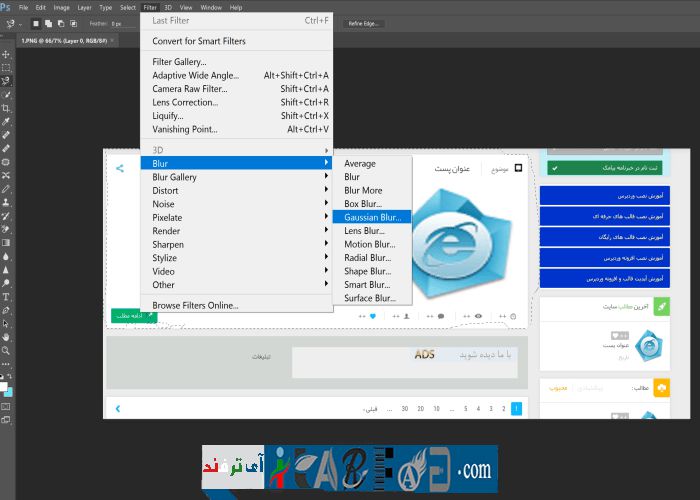 Ps File Edit Image Layer Type Select Filter 3D View Window Help
Feather: 0 px
Refine Edge...
1.PNG @ 66/7% (Layer 0, RGB/8#) ×
Last Filter Ctrl+F
Convert for Smart Filters
Filter Gallery...
Adaptive Wide Angle... Alt+Shift+Ctrl+A
Camera Raw Filter... Shift+Ctrl+A
Lens Correction... Shift+Ctrl+R
Liquify... Shift+Ctrl+X
Vanishing Point... Alt+Ctrl+V
3D
Blur
Blur Gallery
Distort
Noise
Pixelate
Render
Sharpen
Stylize
Video
Other
Browse Filters Online...
Average
Blur
Blur More
Box Blur...
Gaussian Blur...
Lens Blur...
Motion Blur...
Radial Blur...
Shape Blur...
Smart Blur...
Surface Blur...
موضوع
عنوان پست
ادامه مطلب
++ ++ ++ ++ ++
ثبت نام در خبرنامه پیامک
آموزش نصب وردپرس
آموزش نصب قالب های حرفه ای
آموزش نصب قالب های رایگان
آموزش نصب افزونه وردپرس
آموزش آپدیت قالب و افزونه وردپرس
آخرین مطالب سایت
++
عنوان پست
تاریخ
مطالب: پیشنهادی محبوب
++
عنوان پست
تبلیغات
با ما دیده شوید ADS
1 2 3 4 5 ... 10 20 30 ... قبلی
آی ترفند
.com